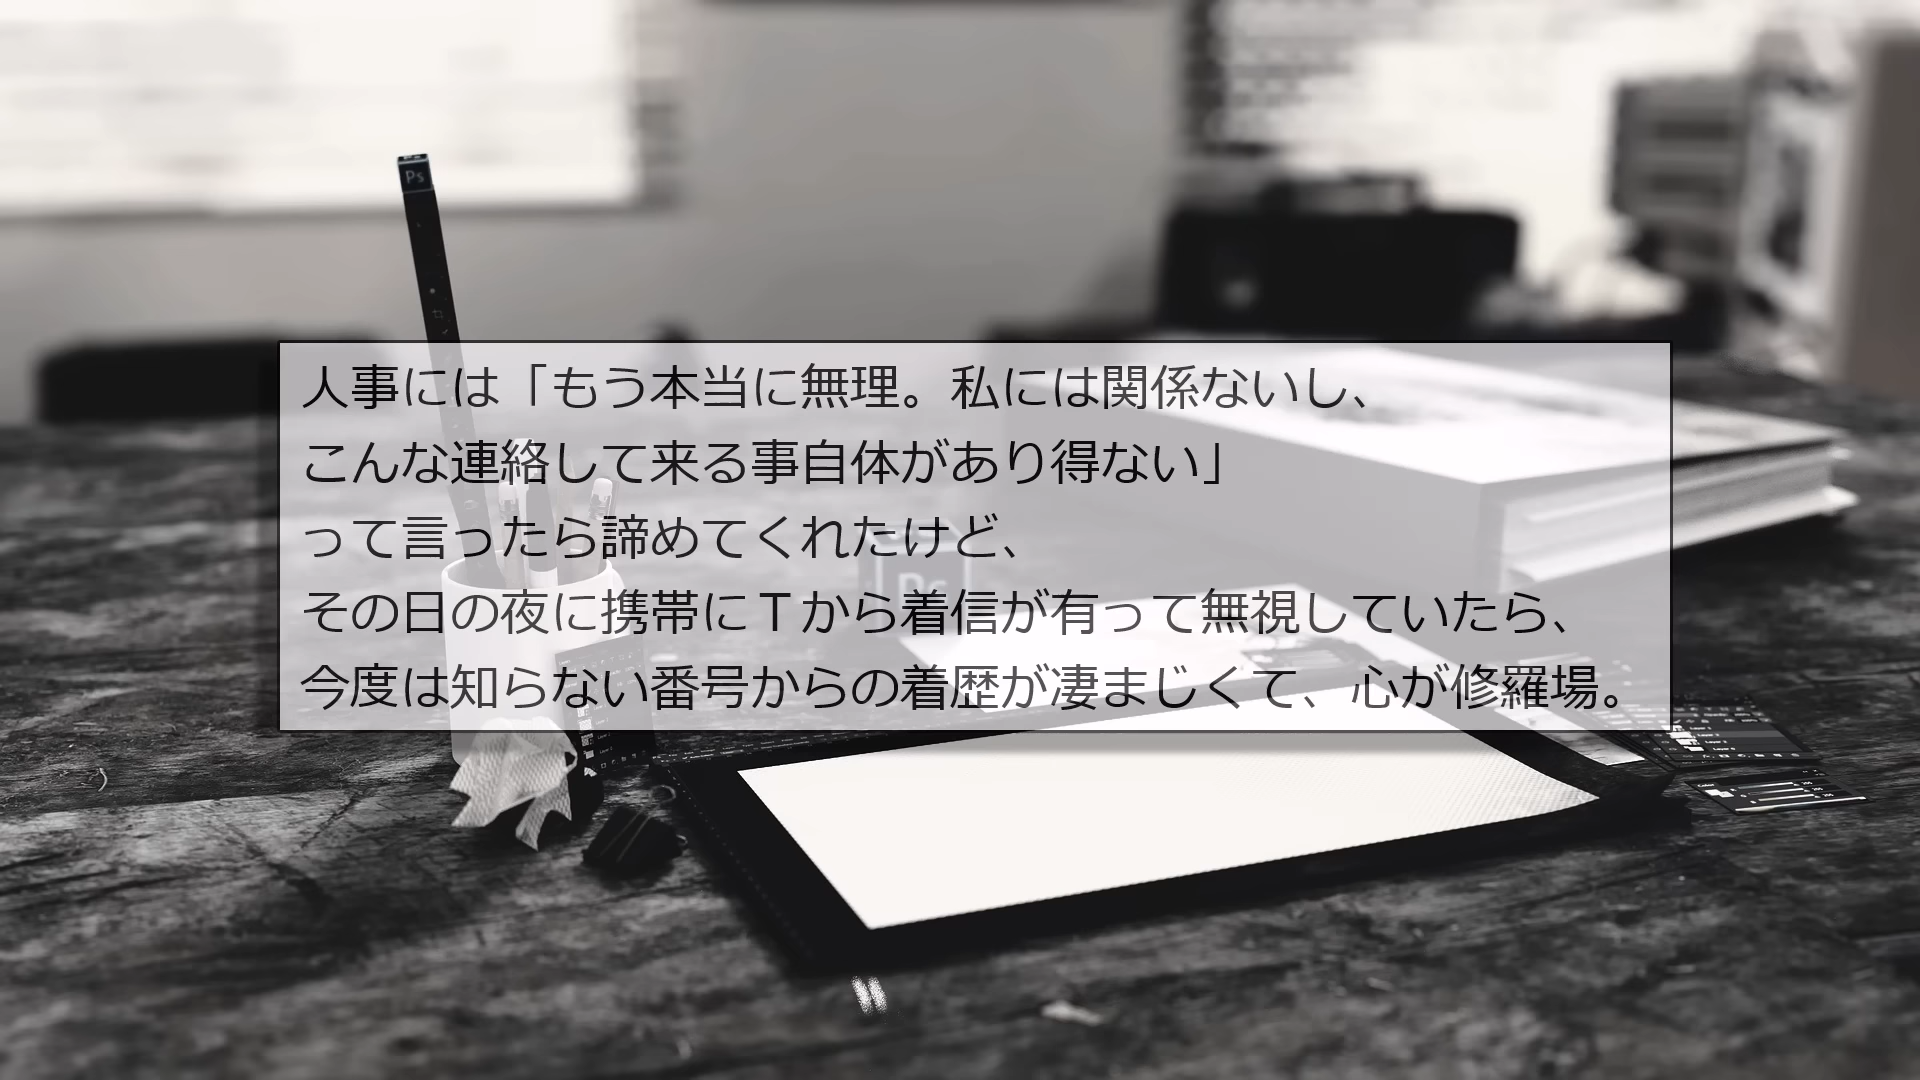 Ps
人事には「もう本当に無理。私には関係ないし、
こんな連絡して来る事自体があり得ない」
って言ったら諦めてくれたけど、
その日の夜に携帯にＴから着信が有って無視していたら、
今度は知らない番号からの着歴が凄まじくて、心が修羅場。
Ps